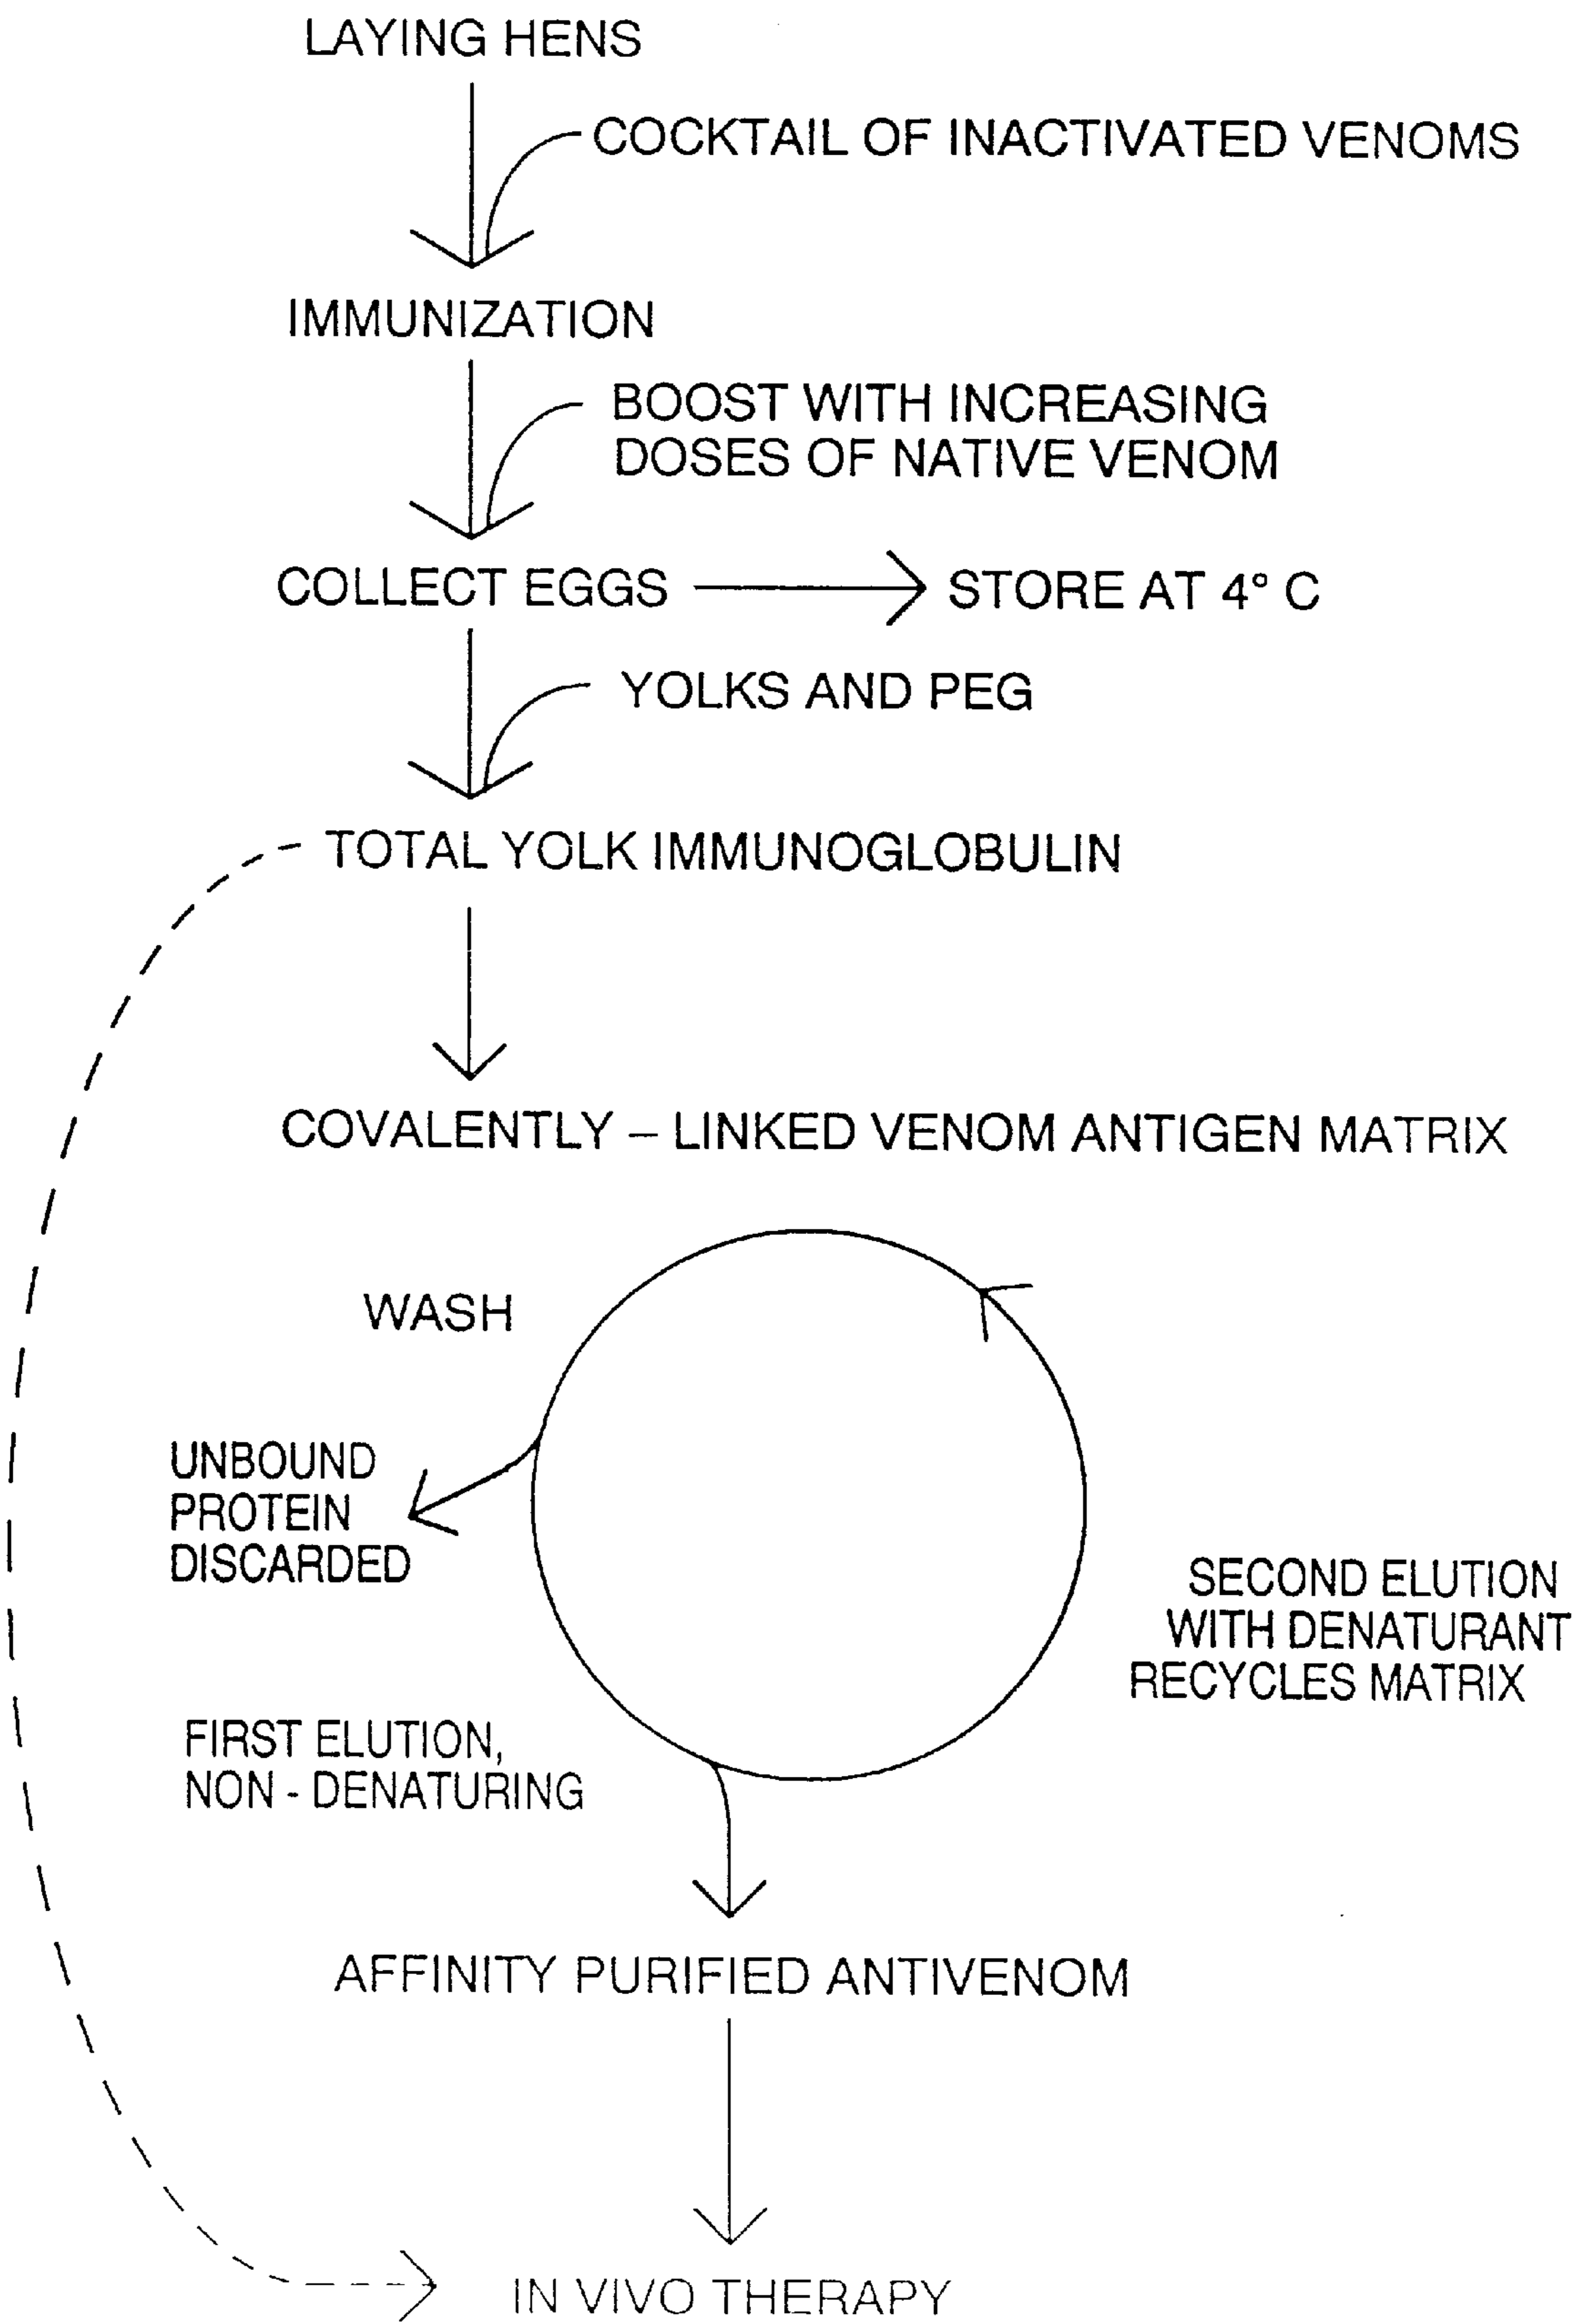 LAYING HENS
COCKTAIL OF INACTIVATED VENOMS
IMMUNIZATION
BOOST WITH INCREASING
DOSES OF NATIVE VENOM
COLLECT EGGS
STORE AT 4° C
YOLKS AND PEG
TOTAL YOLK IMMUNOGLOBULIN
COVALENTLY – LINKED VENOM ANTIGEN MATRIX
WASH
UNBOUND
PROTEIN
DISCARDED
SECOND ELUTION
WITH DENATURANT
RECYCLES MATRIX
FIRST ELUTION,
NON - DENATURING
AFFINITY PURIFIED ANTIVENOM
IN VIVO THERAPY